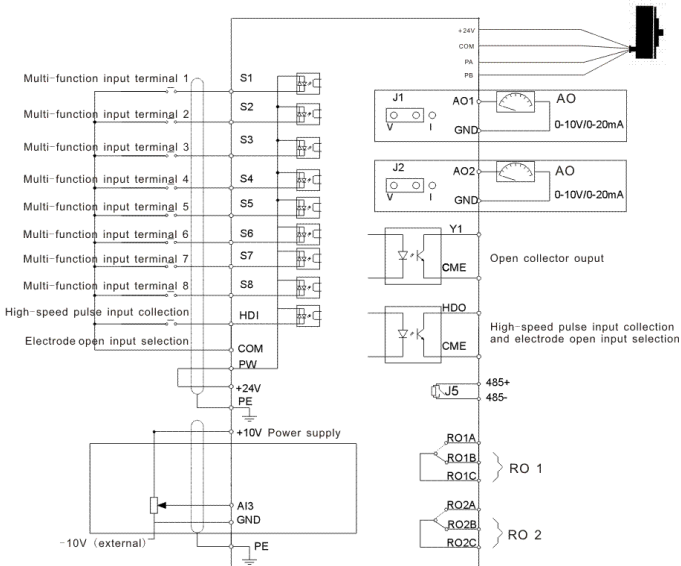 Multi-function input terminal 1
S1
Multi-function input terminal 2
S2
Multi-function input terminal 3
S3
Multi-function input terminal 4
S4
Multi-function input terminal 5
S5
Multi-function input terminal 6
S6
Multi-function input terminal 7
S7
Multi-function input terminal 8
S8
High-speed pulse input collection
HDI
Electrode open input selection
COM
PW
+24V
PE
+10V Power supply
AI3
GND
-10V (external)
PE
+24V
COM
PA
PB
J1
V I
AO1
GND
AO
0-10V/0-20mA
J2
V I
AO2
GND
AO
0-10V/0-20mA
Y1
CME
Open collector ouput
HDO
CME
High-speed pulse input collection
and electrode open input selection
J5
485+
485-
RO1A
RO1B
RO1C
RO 1
RO2A
RO2B
RO2C
RO 2